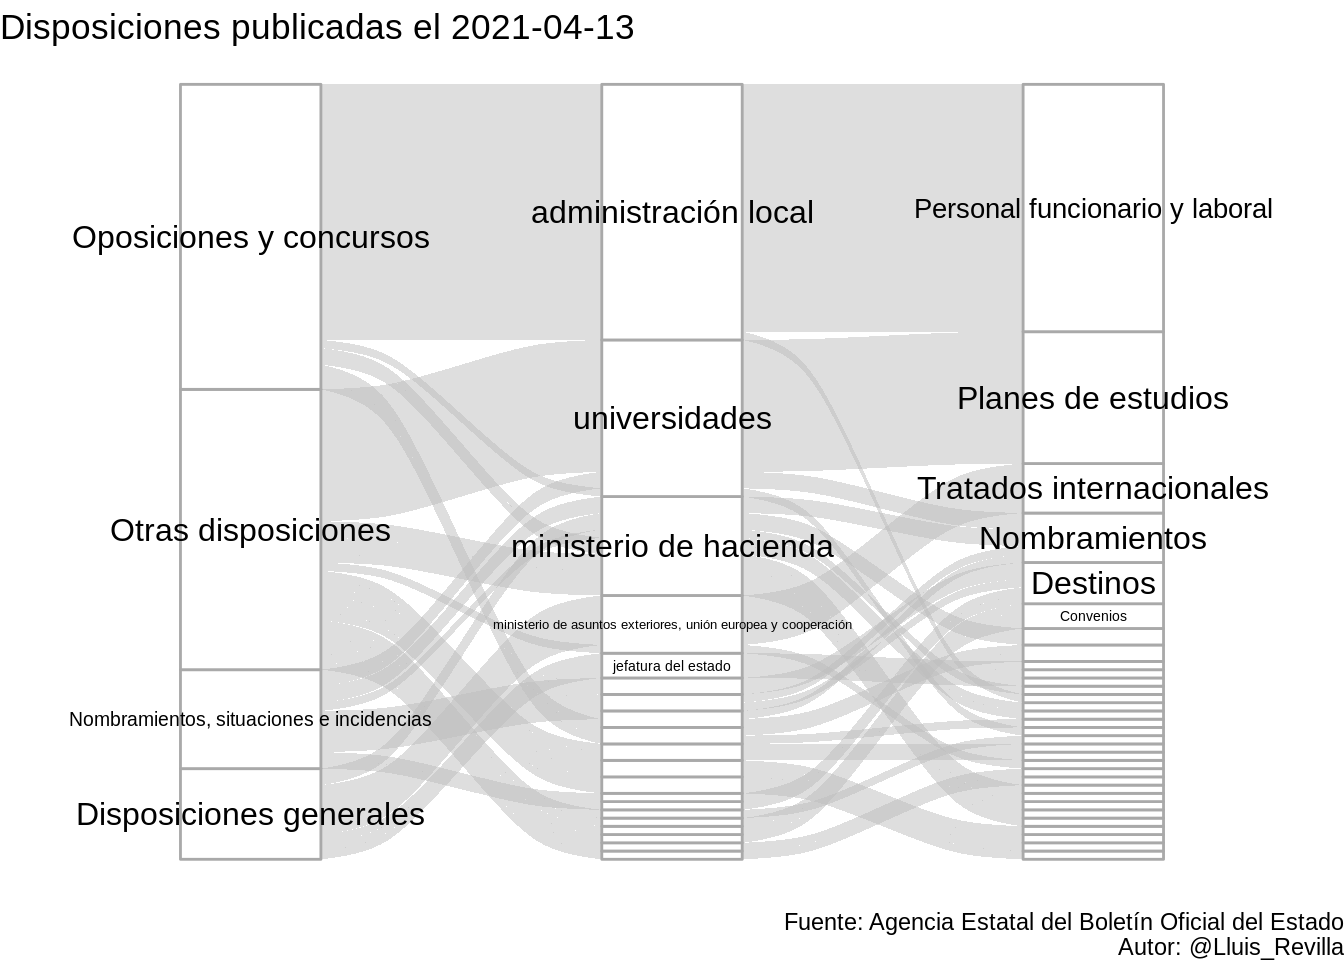 Disposiciones publicadas el 2021-04-13
Oposiciones y concursos
Otras disposiciones
Nombramientos, situaciones e incidencias
Disposiciones generales
administración local
universidades
ministerio de hacienda
ministerio de asuntos exteriores, unión europea y cooperación
jefatura del estado
Personal funcionario y laboral
Planes de estudios
Tratados internacionales
Nombramientos
Destinos
Convenios
Fuente: Agencia Estatal del Boletín Oficial del Estado
Autor: @Lluis_Revilla